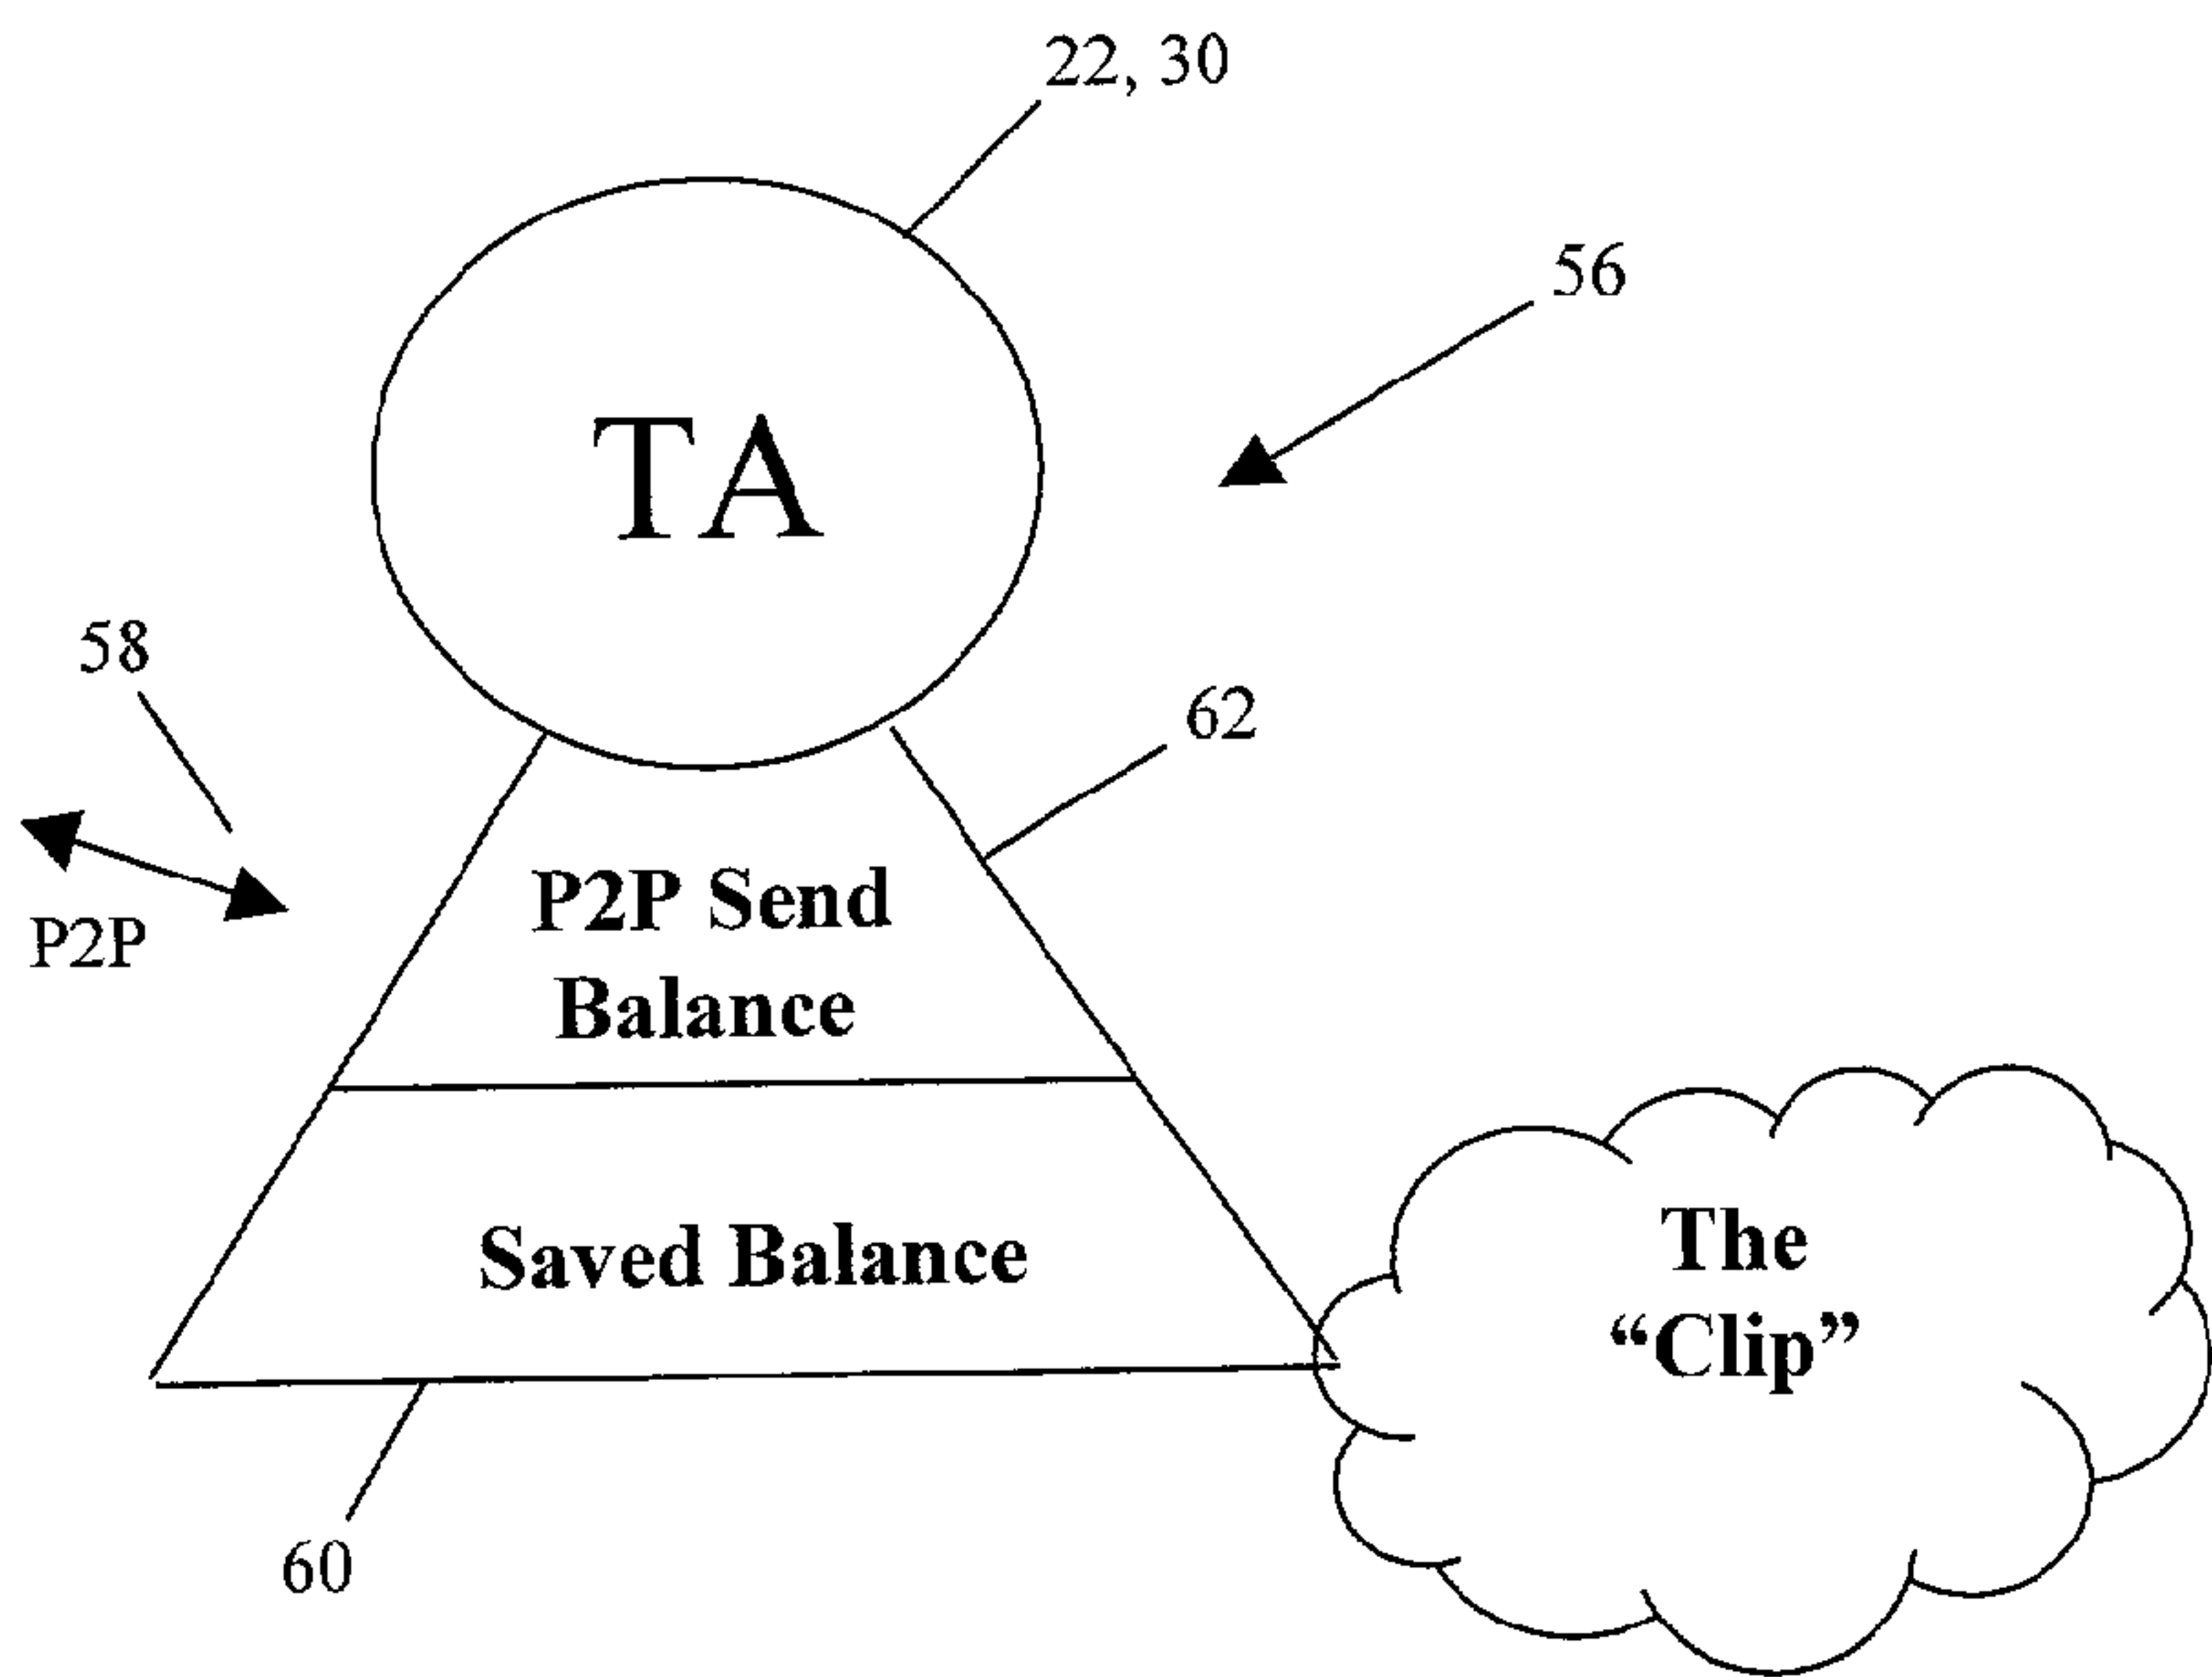 22, 30
56
TA
58
62
P2P
P2P Send
Balance
The
“Clip”
Saved Balance
60